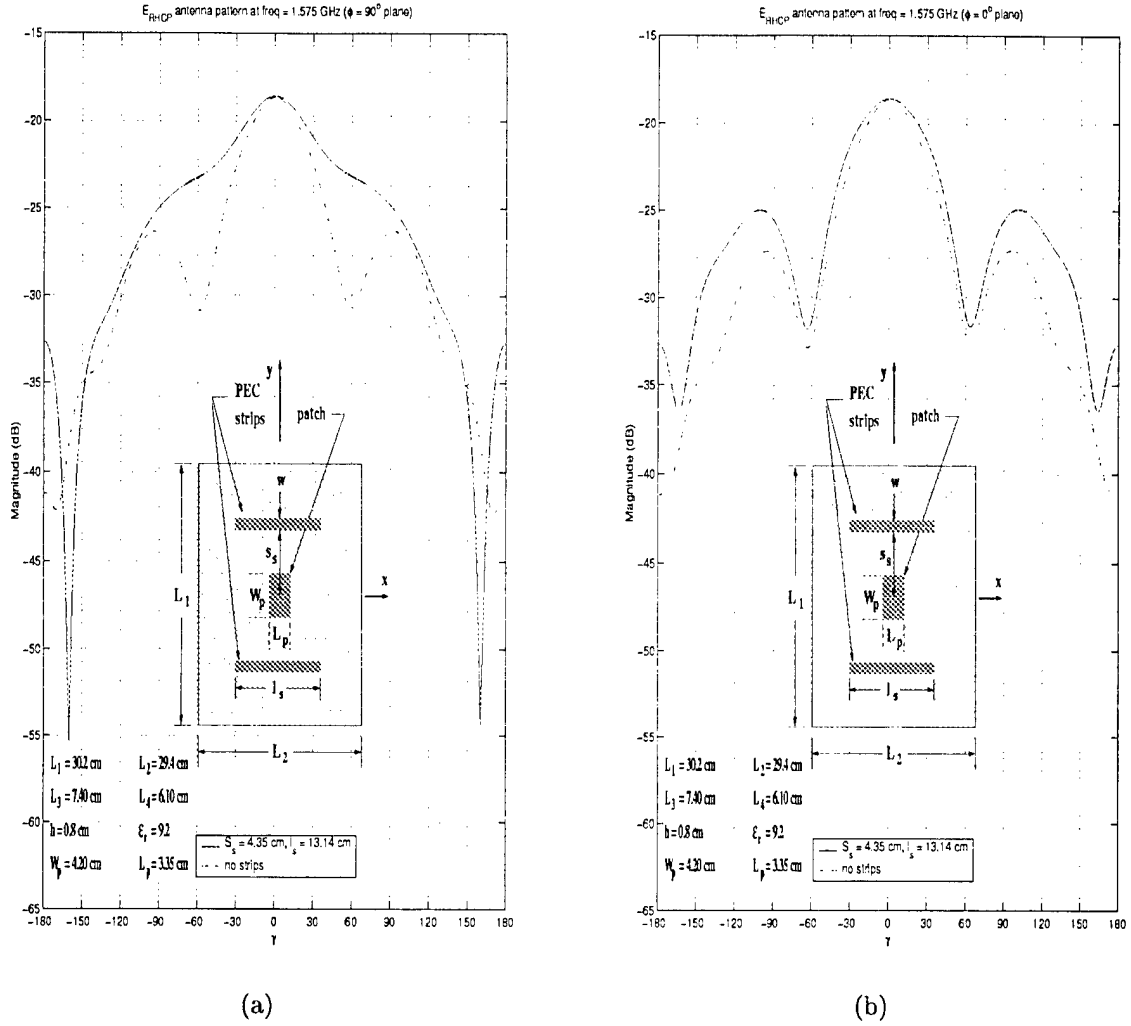 E_RHCP antenna pattern at freq = 1.575 GHz (ϕ = 90° plane)
Magnitude (dB)
-15
-20
-25
-30
-35
-40
-45
-50
-55
-60
-65
y
PEC
strips
patch
w
s_s
x
L_1
W_p
L_p
l_s
L_2
L_1 = 30.2 cm L_2 = 29.4 cm
L_3 = 7.40 cm L_4 = 6.10 cm
h = 0.8 cm ε_r = 9.2
W_p = 4.20 cm L_p = 3.35 cm
S_s = 4.35 cm, l_s = 13.14 cm
no strips
-180 -150 -120 -90 -60 -30 0 30 60 90 120 150 180
γ
(a)
E_RHCP antenna pattern at freq = 1.575 GHz (ϕ = 0° plane)
Magnitude (dB)
-15
-20
-25
-30
-35
-40
-45
-50
-55
-60
-65
y
PEC
strips
patch
w
s_s
x
L_1
W_p
L_p
l_s
L_2
L_1 = 30.2 cm L_2 = 29.4 cm
L_3 = 7.40 cm L_4 = 6.10 cm
h = 0.8 cm ε_r = 9.2
W_p = 4.20 cm L_p = 3.35 cm
S_s = 4.35 cm, l_s = 13.14 cm
no strips
-180 -150 -120 -90 -60 -30 0 30 60 90 120 150 180
γ
(b)